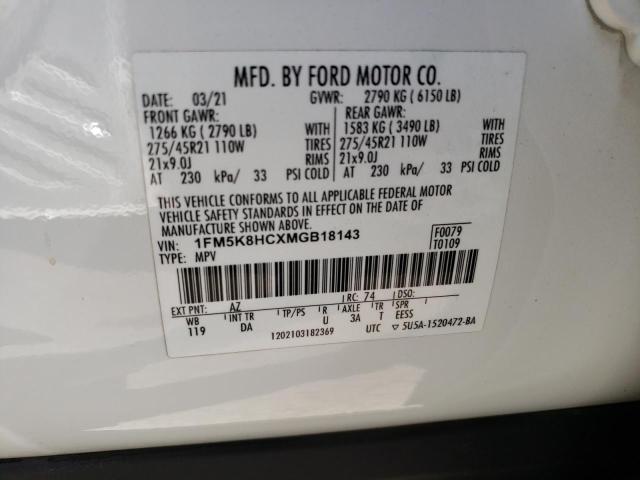 MFD. BY FORD MOTOR CO.
DATE: 03/21 GVWR: 2790 KG ( 6150 LB)
FRONT GAWR: REAR GAWR:
1266 KG ( 2790 LB) WITH 1583 KG ( 3490 LB) WITH
275/45R21 110W TIRES 275/45R21 110W TIRES
21x9.0J RIMS 21x9.0J RIMS
AT 230 kPa/ 33 PSI COLD AT 230 kPa/ 33 PSI COLD
THIS VEHICLE CONFORMS TO ALL APPLICABLE FEDERAL MOTOR
VEHICLE SAFETY STANDARDS IN EFFECT ON THE DATE OF
MANUFACTURE SHOWN ABOVE.
VIN: 1FM5K8HCXMGB18143 F0079
TYPE: MPV T0109
EXT PNT: AZ RC: 74 DSO:
WB INT TR TP/PS R AXLE TR
119 DA U 3A T EESS
1202103182369 UTC ▽ 5U5A-1520472-BA